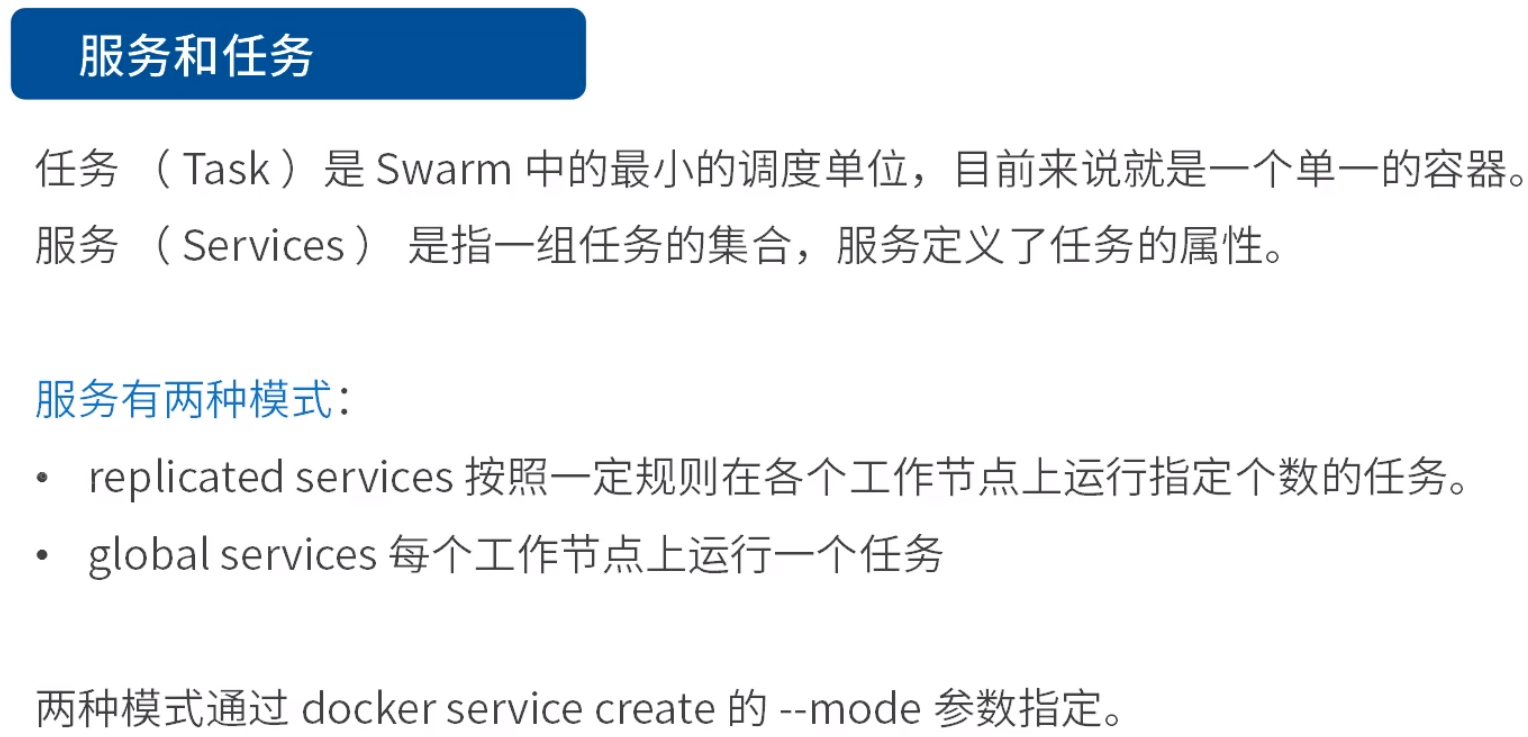 服务和任务
任务 （ Task ）是 Swarm 中的最小的调度单位，目前来说就是一个单一的容器。
服务 （ Services ） 是指一组任务的集合，服务定义了任务的属性。
服务有两种模式：
• replicated services 按照一定规则在各个工作节点上运行指定个数的任务。
• global services 每个工作节点上运行一个任务
两种模式通过 docker service create 的 --mode 参数指定。